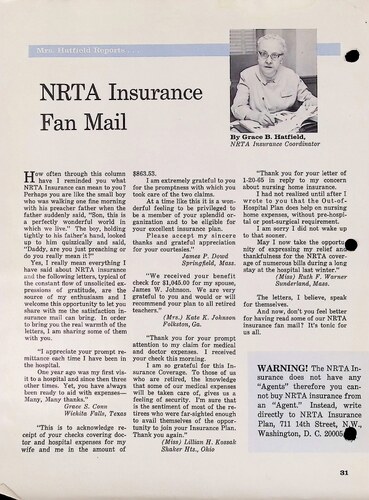 Mrs. Hatfield Reports . . .
NRTA Insurance
Fan Mail
By Grace B. Hatfield,
NRTA Insurance Coordinator
How often through this column
have I reminded you what
NRTA Insurance can mean to you?
Perhaps you are like the small boy
who was walking one fine morning
with his preacher father when the
father suddenly said, "Son, this is
a perfectly wonderful world in
which we live." The boy, holding
tightly to his father's hand, looked
up to him quizzically and said,
"Daddy, are you just preaching or
do you really mean it?"
Yes, I really mean everything I
have said about NRTA insurance
and the following letters, typical of
the constant flow of unsolicited ex-
pressions of gratitude, are the
source of my enthusiasm and I
welcome this opportunity to let you
share with me the satisfaction in-
surance mail can bring. In order
to bring you the real warmth of the
letters, I am sharing some of them
with you.
"I appreciate your prompt re-
mittance each time I have been in
the hospital.
One year ago was my first vis-
it to a hospital and since then three
other times. Yet, you have always
been ready to aid with expenses—
Many, Many thanks."
Grace S. Conn
Wichita Falls, Texas
"This is to acknowledge re-
ceipt of your checks covering doc-
tor and hospital expenses for my
wife and me in the amount of
$863.53.
I am extremely grateful to you
for the promptness with which you
took care of the two claims.
At a time like this it is a won-
derful feeling to be privileged to
be a member of your splendid or-
ganization and to be eligible for
your excellent insurance plan.
Please accept my sincere
thanks and grateful appreciation
for your courtesies."
James P. Dowd
Springfield, Mass.
"We received your benefit
check for $1,045.00 for my spouse,
James W. Johnson. We are very
grateful to you and would or will
recommend your plan to all retired
teachers."
(Mrs.) Kate K. Johnson
Folkston, Ga.
"Thank you for your prompt
attention to my claim for medical
and doctor expenses. I received
your check this morning.
I am so grateful for this In-
surance Coverage. To those of us
who are retired, the knowledge
that some of our medical expenses
will be taken care of, gives us a
feeling of security. I'm sure that
is the sentiment of most of the re-
tirees who were far-sighted enough
to avail themselves of the oppor-
tunity to join your Insurance Plan.
Thank you again."
(Miss) Lillian H. Kossak
Shaker Hts., Ohio
"Thank you for your letter of
1-20-65 in reply to my concern
about nursing home insurance.
I had not realized until after I
wrote to you that the Out-of-
Hospital Plan does help on nursing
home expenses, without pre-hospi-
tal or post-surgical requirement.
I am sorry I did not wake up
to that sooner.
May I now take the opportu-
nity of expressing my relief and
thankfulness for the NRTA cover-
age of numerous bills during a long
stay at the hospital last winter."
(Miss) Ruth F. Warner
Sunderland, Mass.
The letters, I believe, speak
for themselves.
And now, don't you feel better
for having read some of our NRTA
insurance fan mail? It's tonic for
us all.
WARNING! The NRTA In-
surance does not have any
"Agents" therefore you can-
not buy NRTA insurance from
an "Agent." Instead, write
directly to NRTA Insurance
Plan, 711 14th Street, N.W.,
Washington, D. C. 20005.
31